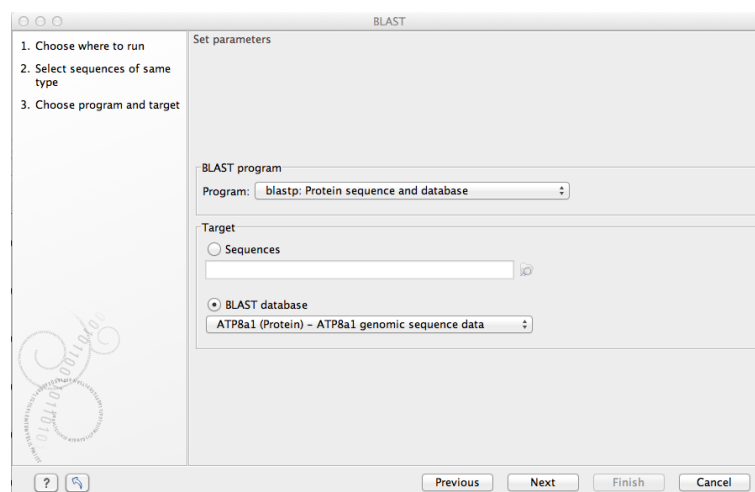 BLAST
1. Choose where to run
2. Select sequences of same
type
3. Choose program and target
Set parameters
BLAST program
Program: blastp: Protein sequence and database
Target
Sequences
BLAST database
ATP8a1 (Protein) – ATP8a1 genomic sequence data
?
Previous
Next
Finish
Cancel